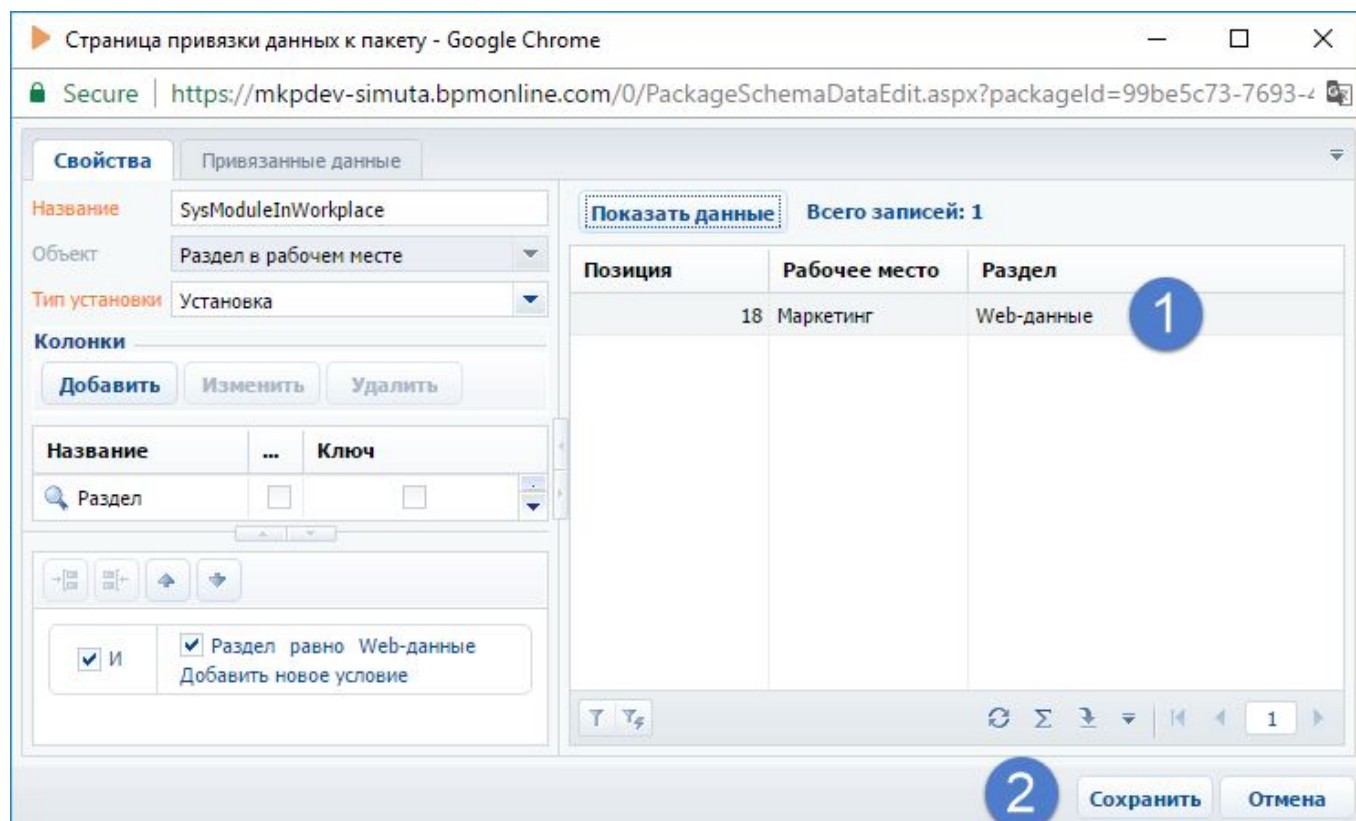 Страница привязки данных к пакету - Google Chrome
Secure | https://mkpdev-simuta.bpmonline.com/0/PackageSchemaDataEdit.aspx?packageId=99be5c73-7693-4
Свойства Привязанные данные
Название SysModuleInWorkplace
Объект Раздел в рабочем месте
Тип установки Установка
Колонки
Добавить Изменить Удалить
Название ... Ключ
Раздел
И
Раздел равно Web-данные
Добавить новое условие
Показать данные Всего записей: 1
Позиция Рабочее место Раздел
18 Маркетинг Web-данные 1
1
2 Сохранить Отмена